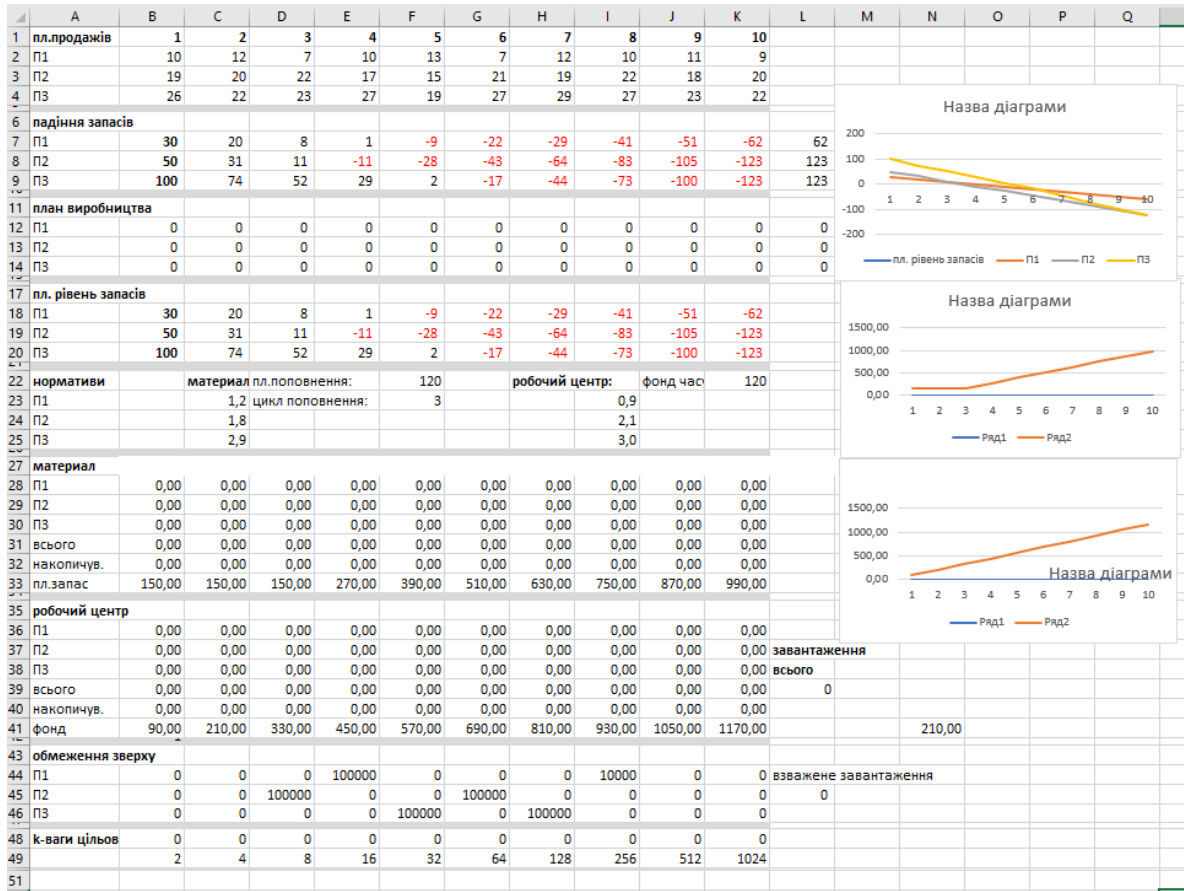 A B C D E F G H I J K L M N O P Q
1 пл.продажів 1 2 3 4 5 6 7 8 9 10
2 П1 10 12 7 10 13 7 12 10 11 9
3 П2 19 20 22 17 15 21 19 22 18 20
4 П3 26 22 23 27 19 27 29 27 23 22
6 падіння запасів
7 П1 30 20 8 1 -9 -22 -29 -41 -51 -62 62
8 П2 50 31 11 -11 -28 -43 -64 -83 -105 -123 123
9 П3 100 74 52 29 2 -17 -44 -73 -100 -123 123
11 план виробництва
12 П1 0 0 0 0 0 0 0 0 0 0 0
13 П2 0 0 0 0 0 0 0 0 0 0 0
14 П3 0 0 0 0 0 0 0 0 0 0 0
17 пл. рівень запасів
18 П1 30 20 8 1 -9 -22 -29 -41 -51 -62
19 П2 50 31 11 -11 -28 -43 -64 -83 -105 -123
20 П3 100 74 52 29 2 -17 -44 -73 -100 -123
22 нормативи материал пл.поповнення: 120 робочий центр: фонд час 120
23 П1 1,2 цикл поповнення: 3 0,9
24 П2 1,8 2,1
25 П3 2,9 3,0
27 материал
28 П1 0,00 0,00 0,00 0,00 0,00 0,00 0,00 0,00 0,00 0,00
29 П2 0,00 0,00 0,00 0,00 0,00 0,00 0,00 0,00 0,00 0,00
30 П3 0,00 0,00 0,00 0,00 0,00 0,00 0,00 0,00 0,00 0,00
31 всього 0,00 0,00 0,00 0,00 0,00 0,00 0,00 0,00 0,00 0,00
32 накопичув. 0,00 0,00 0,00 0,00 0,00 0,00 0,00 0,00 0,00 0,00
33 пл.запас 150,00 150,00 150,00 270,00 390,00 510,00 630,00 750,00 870,00 990,00
35 робочий центр
36 П1 0,00 0,00 0,00 0,00 0,00 0,00 0,00 0,00 0,00 0,00
37 П2 0,00 0,00 0,00 0,00 0,00 0,00 0,00 0,00 0,00 0,00 завантаження
38 П3 0,00 0,00 0,00 0,00 0,00 0,00 0,00 0,00 0,00 0,00 всього
39 всього 0,00 0,00 0,00 0,00 0,00 0,00 0,00 0,00 0,00 0,00 0
40 накопичув. 0,00 0,00 0,00 0,00 0,00 0,00 0,00 0,00 0,00 0,00
41 фонд 90,00 210,00 330,00 450,00 570,00 690,00 810,00 930,00 1050,00 1170,00 210,00
43 обмеження зверху
44 П1 0 0 0 100000 0 0 0 10000 0 0 взважене завантаження
45 П2 0 0 100000 0 0 100000 0 0 0 0 0
46 П3 0 0 0 0 100000 0 100000 0 0 0
48 k-ваги цільов 0 0 0 0 0 0 0 0 0 0
49 2 4 8 16 32 64 128 256 512 1024
51
Назва діаграми
200
100
0
-100
-200
1 2 3 4 5 6 7 8 9 10
пл. рівень запасів П1 П2 П3
Назва діаграми
1500,00
1000,00
500,00
0,00
1 2 3 4 5 6 7 8 9 10
Ряд1 Ряд2
1500,00
1000,00
500,00
0,00
Назва діаграми
1 2 3 4 5 6 7 8 9 10
Ряд1 Ряд2